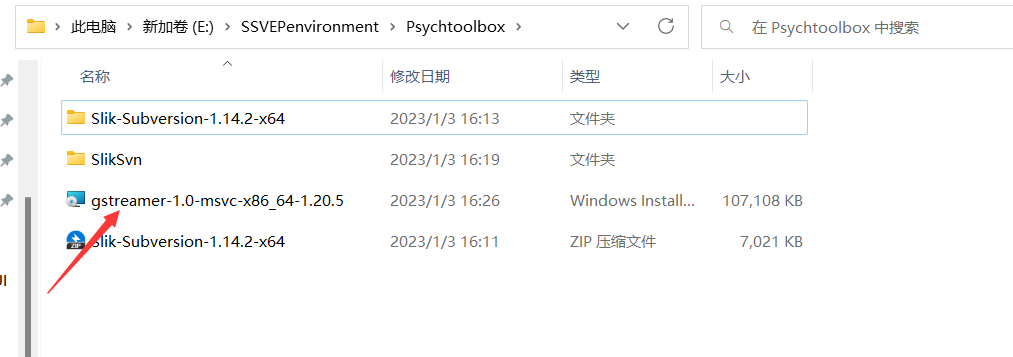 此电脑 › 新加卷 (E:) › SSVEPenvironment › Psychtoolbox ›
在 Psychtoolbox 中搜索
名称 修改日期 类型 大小
Slik-Subversion-1.14.2-x64 2023/1/3 16:13 文件夹
SlikSvn 2023/1/3 16:19 文件夹
gstreamer-1.0-msvc-x86_64-1.20.5 2023/1/3 16:26 Windows Install... 107,108 KB
ZIP Slik-Subversion-1.14.2-x64 2023/1/3 16:11 ZIP 压缩文件 7,021 KB